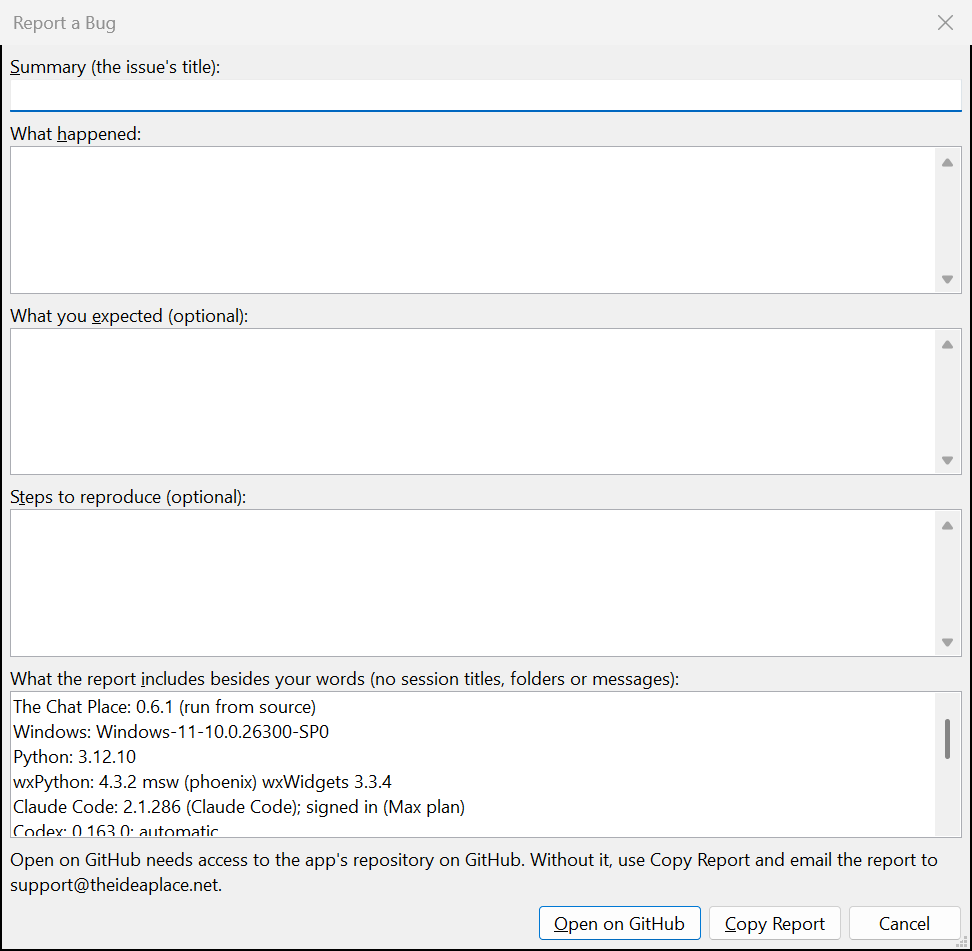 Report a Bug
Summary (the issue's title):
What happened:
What you expected (optional):
Steps to reproduce (optional):
What the report includes besides your words (no session titles, folders or messages):
The Chat Place: 0.6.1 (run from source)
Windows: Windows-11-10.0.26300-SP0
Python: 3.12.10
wxPython: 4.3.2 msw (phoenix) wxWidgets 3.3.4
Claude Code: 2.1.286 (Claude Code); signed in (Max plan)
Codex: 0.163.0; automatic
Open on GitHub needs access to the app's repository on GitHub. Without it, use Copy Report and email the report to
support@theideaplace.net.
Open on GitHub
Copy Report
Cancel